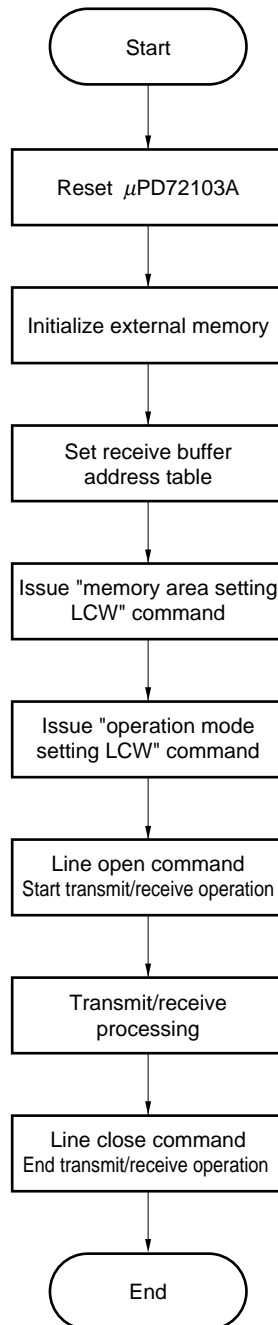 Start
Reset μPD72103A
Initialize external memory
Set receive buffer
address table
Issue "memory area setting
LCW" command
Issue "operation mode
setting LCW" command
Line open command
Start transmit/receive operation
Transmit/receive
processing
Line close command
End transmit/receive operation
End